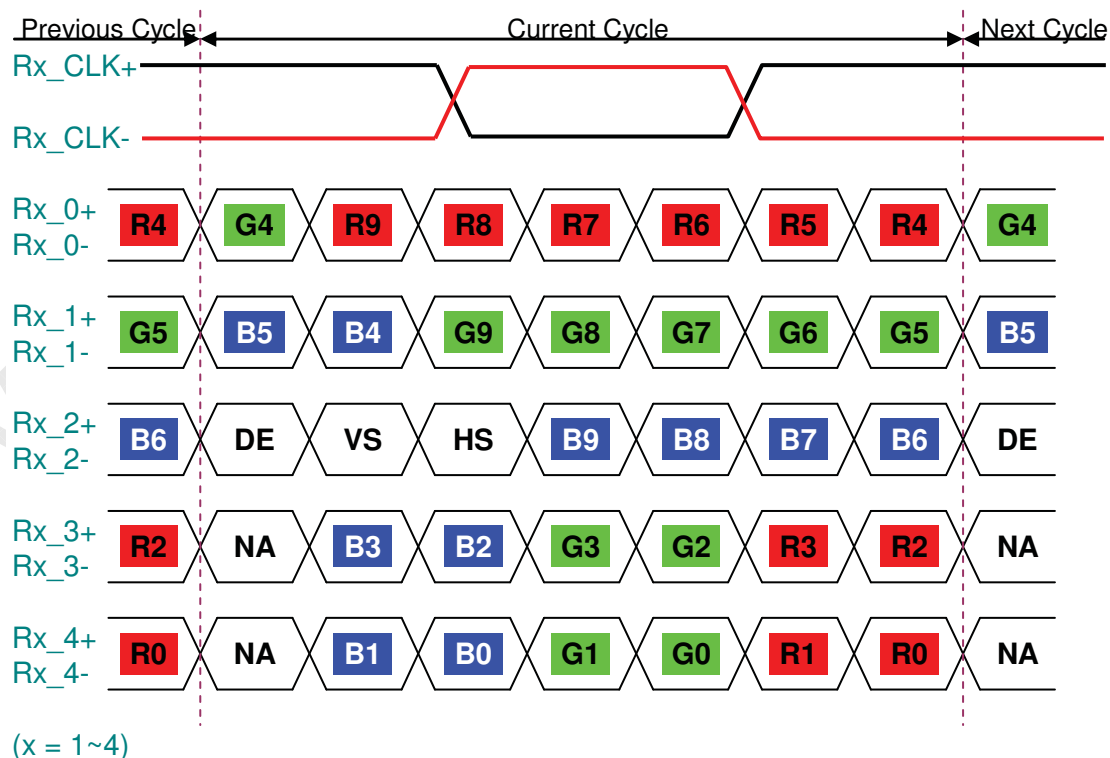 Previous Cycle Current Cycle Next Cycle
Rx_CLK+
Rx_CLK-
Rx_0+
Rx_0-
R4 G4 R9 R8 R7 R6 R5 R4 G4
Rx_1+
Rx_1-
G5 B5 B4 G9 G8 G7 G6 G5 B5
Rx_2+
Rx_2-
B6 DE VS HS B9 B8 B7 B6 DE
Rx_3+
Rx_3-
R2 NA B3 B2 G3 G2 R3 R2 NA
Rx_4+
Rx_4-
R0 NA B1 B0 G1 G0 R1 R0 NA
(x = 1~4)